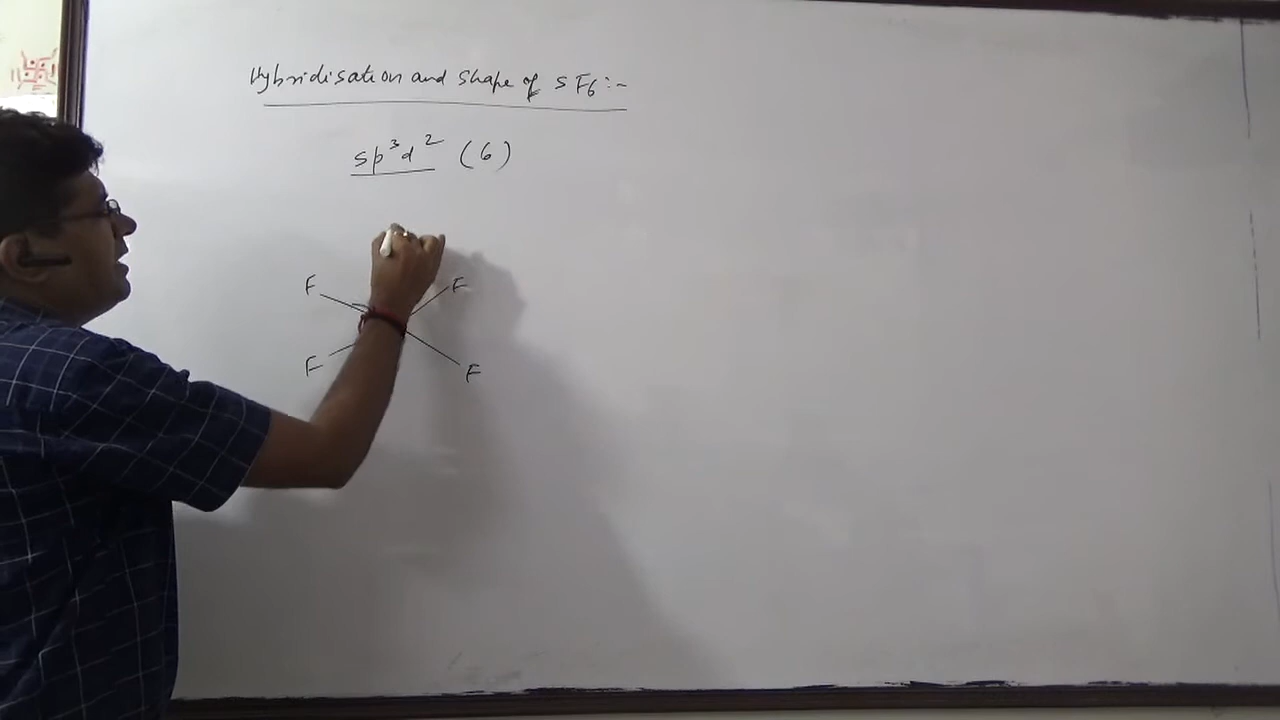 Hybridisation and shape of SF₆:-
sp³d² (6)
F F
F F